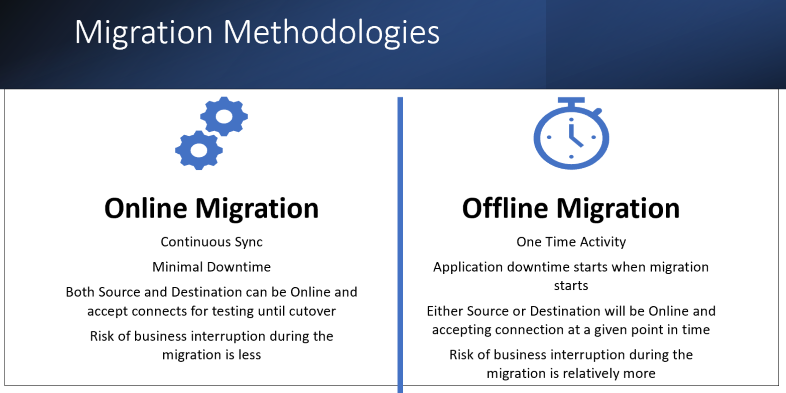 Migration Methodologies
Online Migration
Continuous Sync
Minimal Downtime
Both Source and Destination can be Online and
accept connects for testing until cutover
Risk of business interruption during the
migration is less
Offline Migration
One Time Activity
Application downtime starts when migration
starts
Either Source or Destination will be Online and
accepting connection at a given point in time
Risk of business interruption during the
migration is relatively more